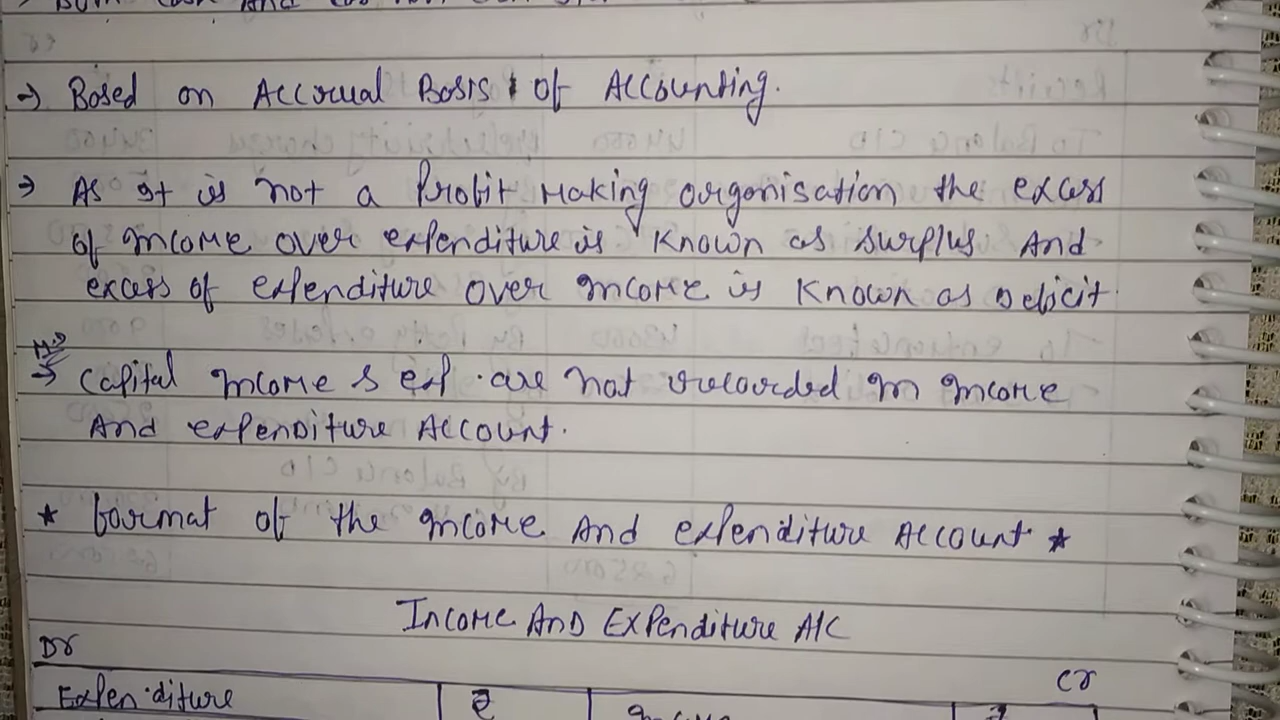 → Based on Accrual Basis of Accounting.
→ As it is not a Profit Making organisation the excess
of income over expenditure is known as surplus. And
excess of expenditure over income is known as Deficit.
→ Capital income & exp. are not recorded in income
And expenditure Account.
* format of the income And expenditure Account *
Income And Expenditure A/C
Dr
Cr
Expenditure ₹ ₹